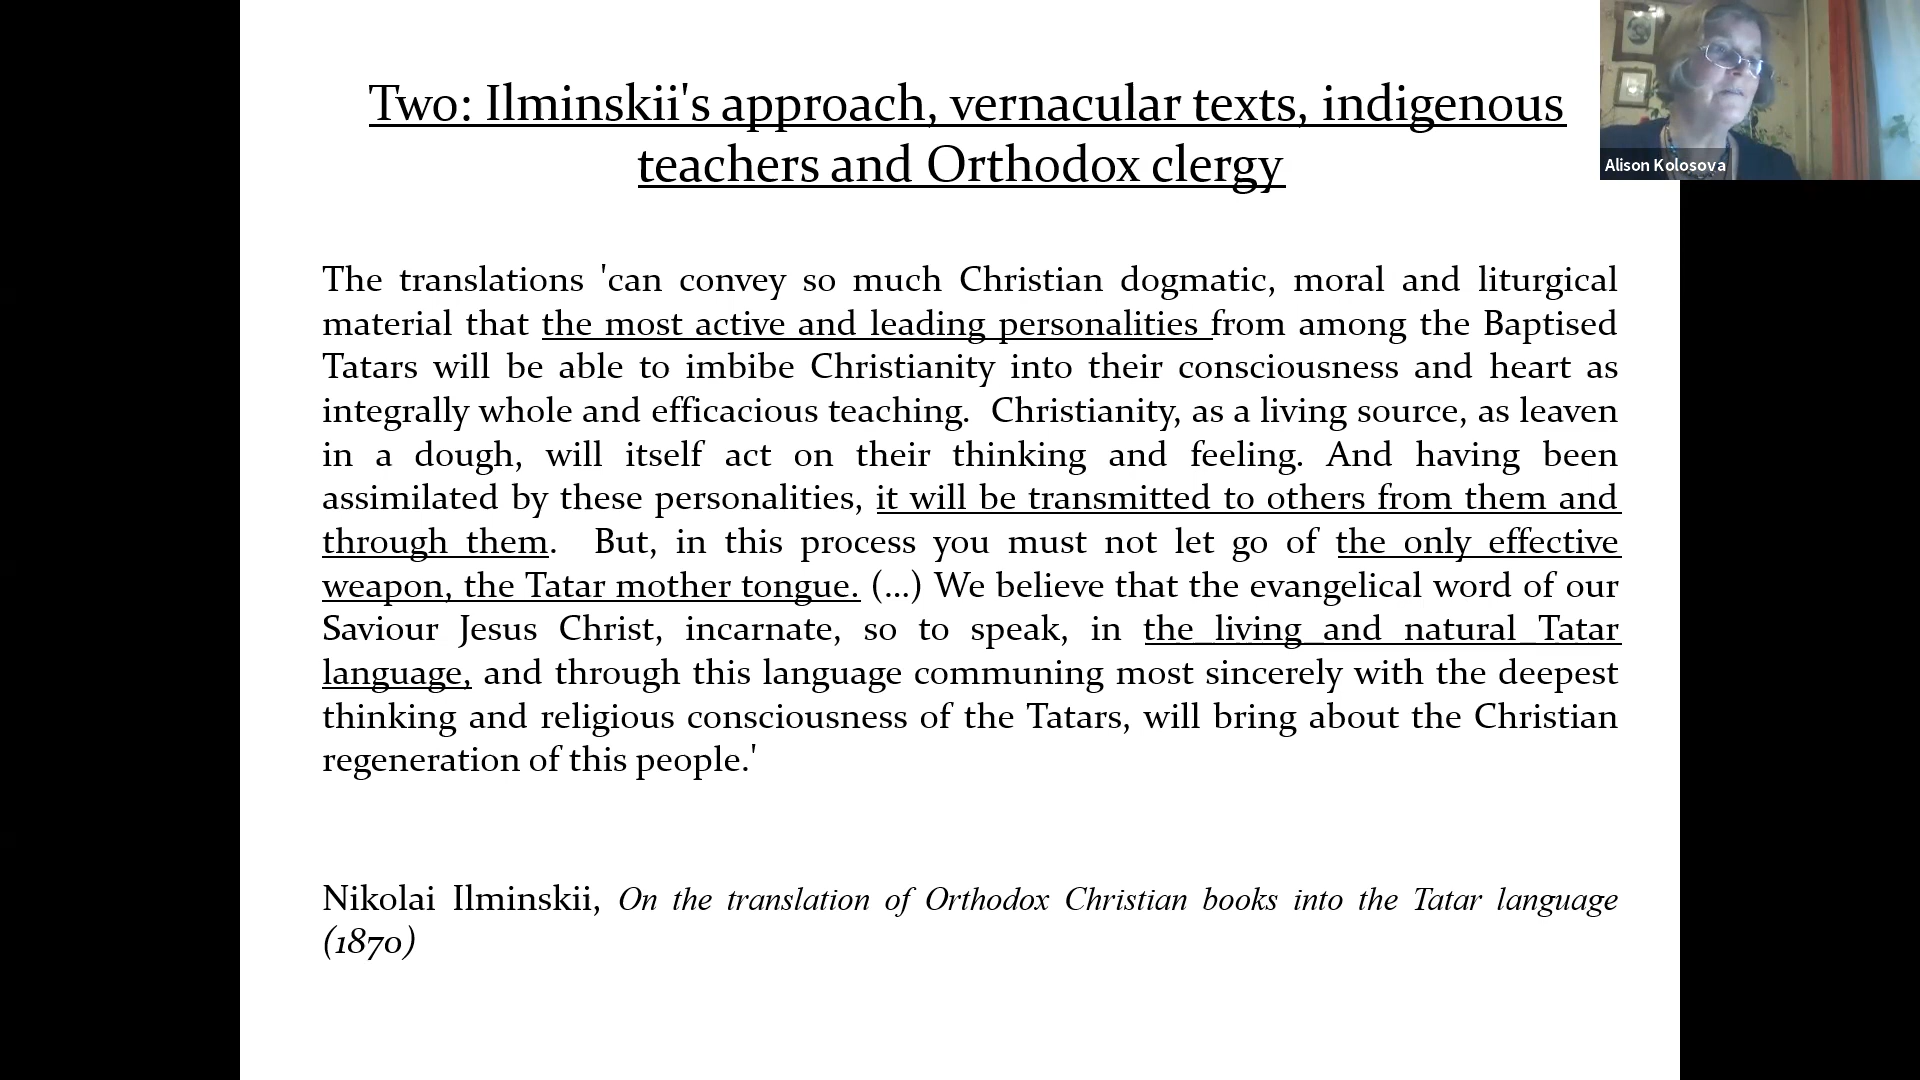 Two: Ilminskii's approach, vernacular texts, indigenous
teachers and Orthodox clergy
Alison Kolosova
The translations 'can convey so much Christian dogmatic, moral and liturgical
material that the most active and leading personalities from among the Baptised
Tatars will be able to imbibe Christianity into their consciousness and heart as
integrally whole and efficacious teaching. Christianity, as a living source, as leaven
in a dough, will itself act on their thinking and feeling. And having been
assimilated by these personalities, it will be transmitted to others from them and
through them. But, in this process you must not let go of the only effective
weapon, the Tatar mother tongue. (...) We believe that the evangelical word of our
Saviour Jesus Christ, incarnate, so to speak, in the living and natural Tatar
language, and through this language communing most sincerely with the deepest
thinking and religious consciousness of the Tatars, will bring about the Christian
regeneration of this people.'
Nikolai Ilminskii, On the translation of Orthodox Christian books into the Tatar language
(1870)